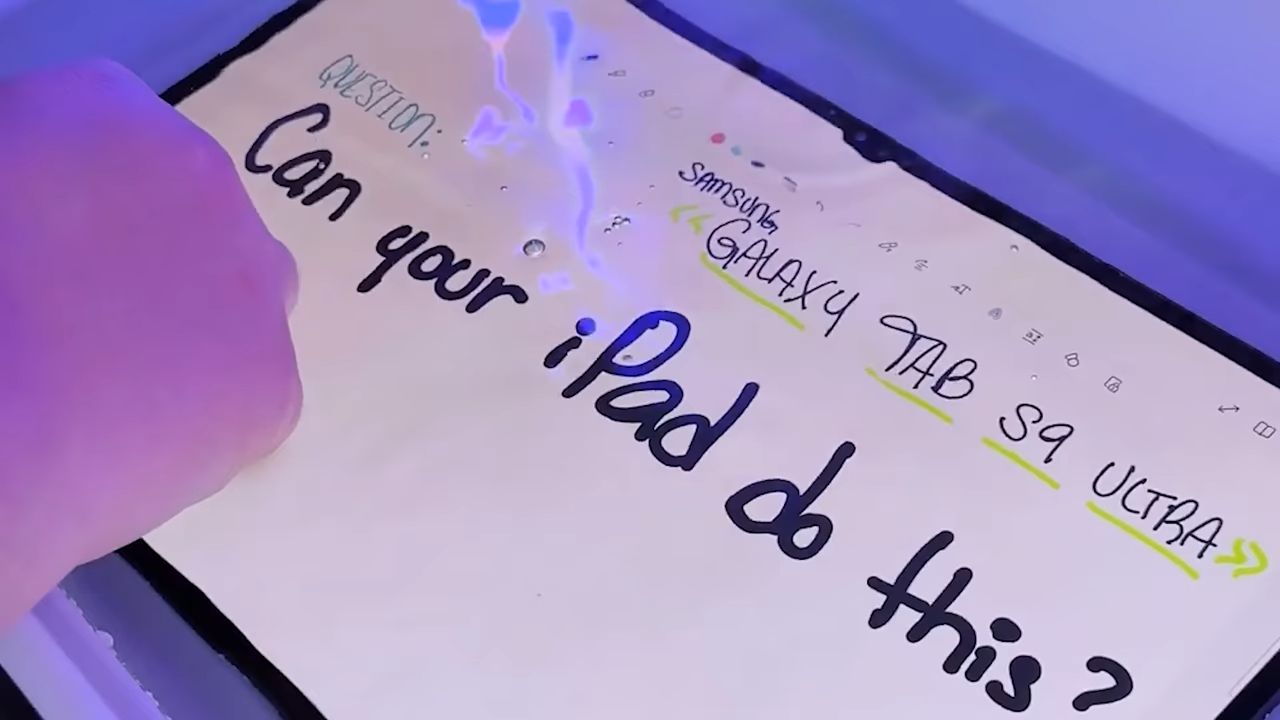 QUESTION:
Can your iPad do this?
SAMSUNG
“GALAXY TAB S9 ULTRA”